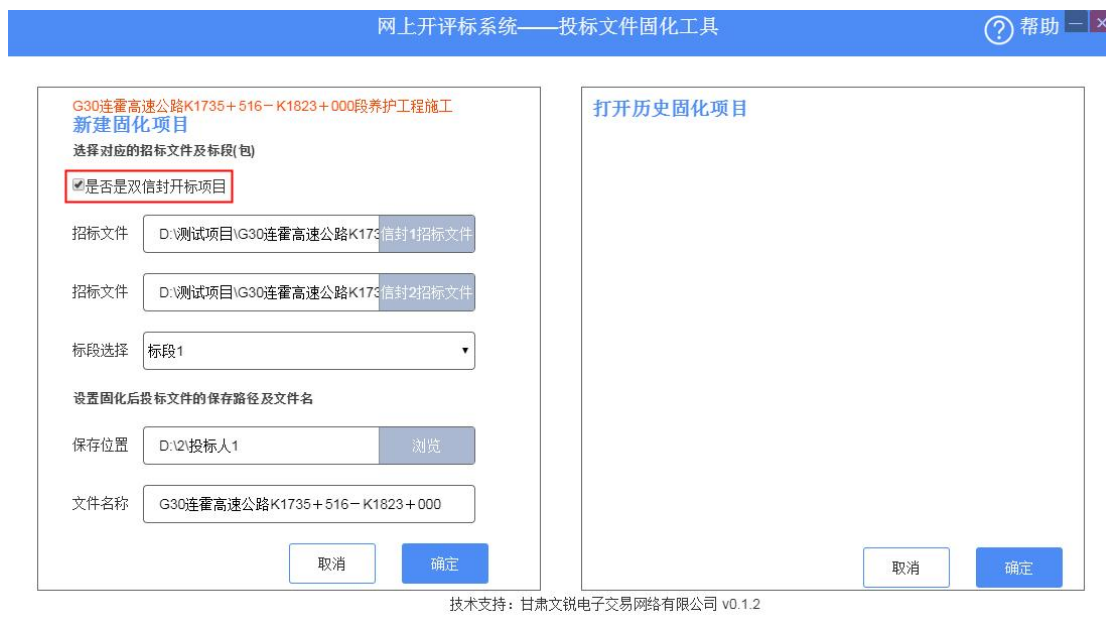 网上开评标系统——投标文件固化工具
? 帮助
G30连霍高速公路K1735+516-K1823+000段养护工程施工
新建固化项目
选择对应的招标文件及标段(包)
是否是双信封开标项目
招标文件 D:\测试项目\G30连霍高速公路K173 信封1招标文件
招标文件 D:\测试项目\G30连霍高速公路K173 信封2招标文件
标段选择 标段1
设置固化后投标文件的保存路径及文件名
保存位置 D:\2\投标人1 浏览
文件名称 G30连霍高速公路K1735+516-K1823+000
取消 确定
打开历史固化项目
取消 确定
技术支持：甘肃文锐电子交易网络有限公司 v0.1.2